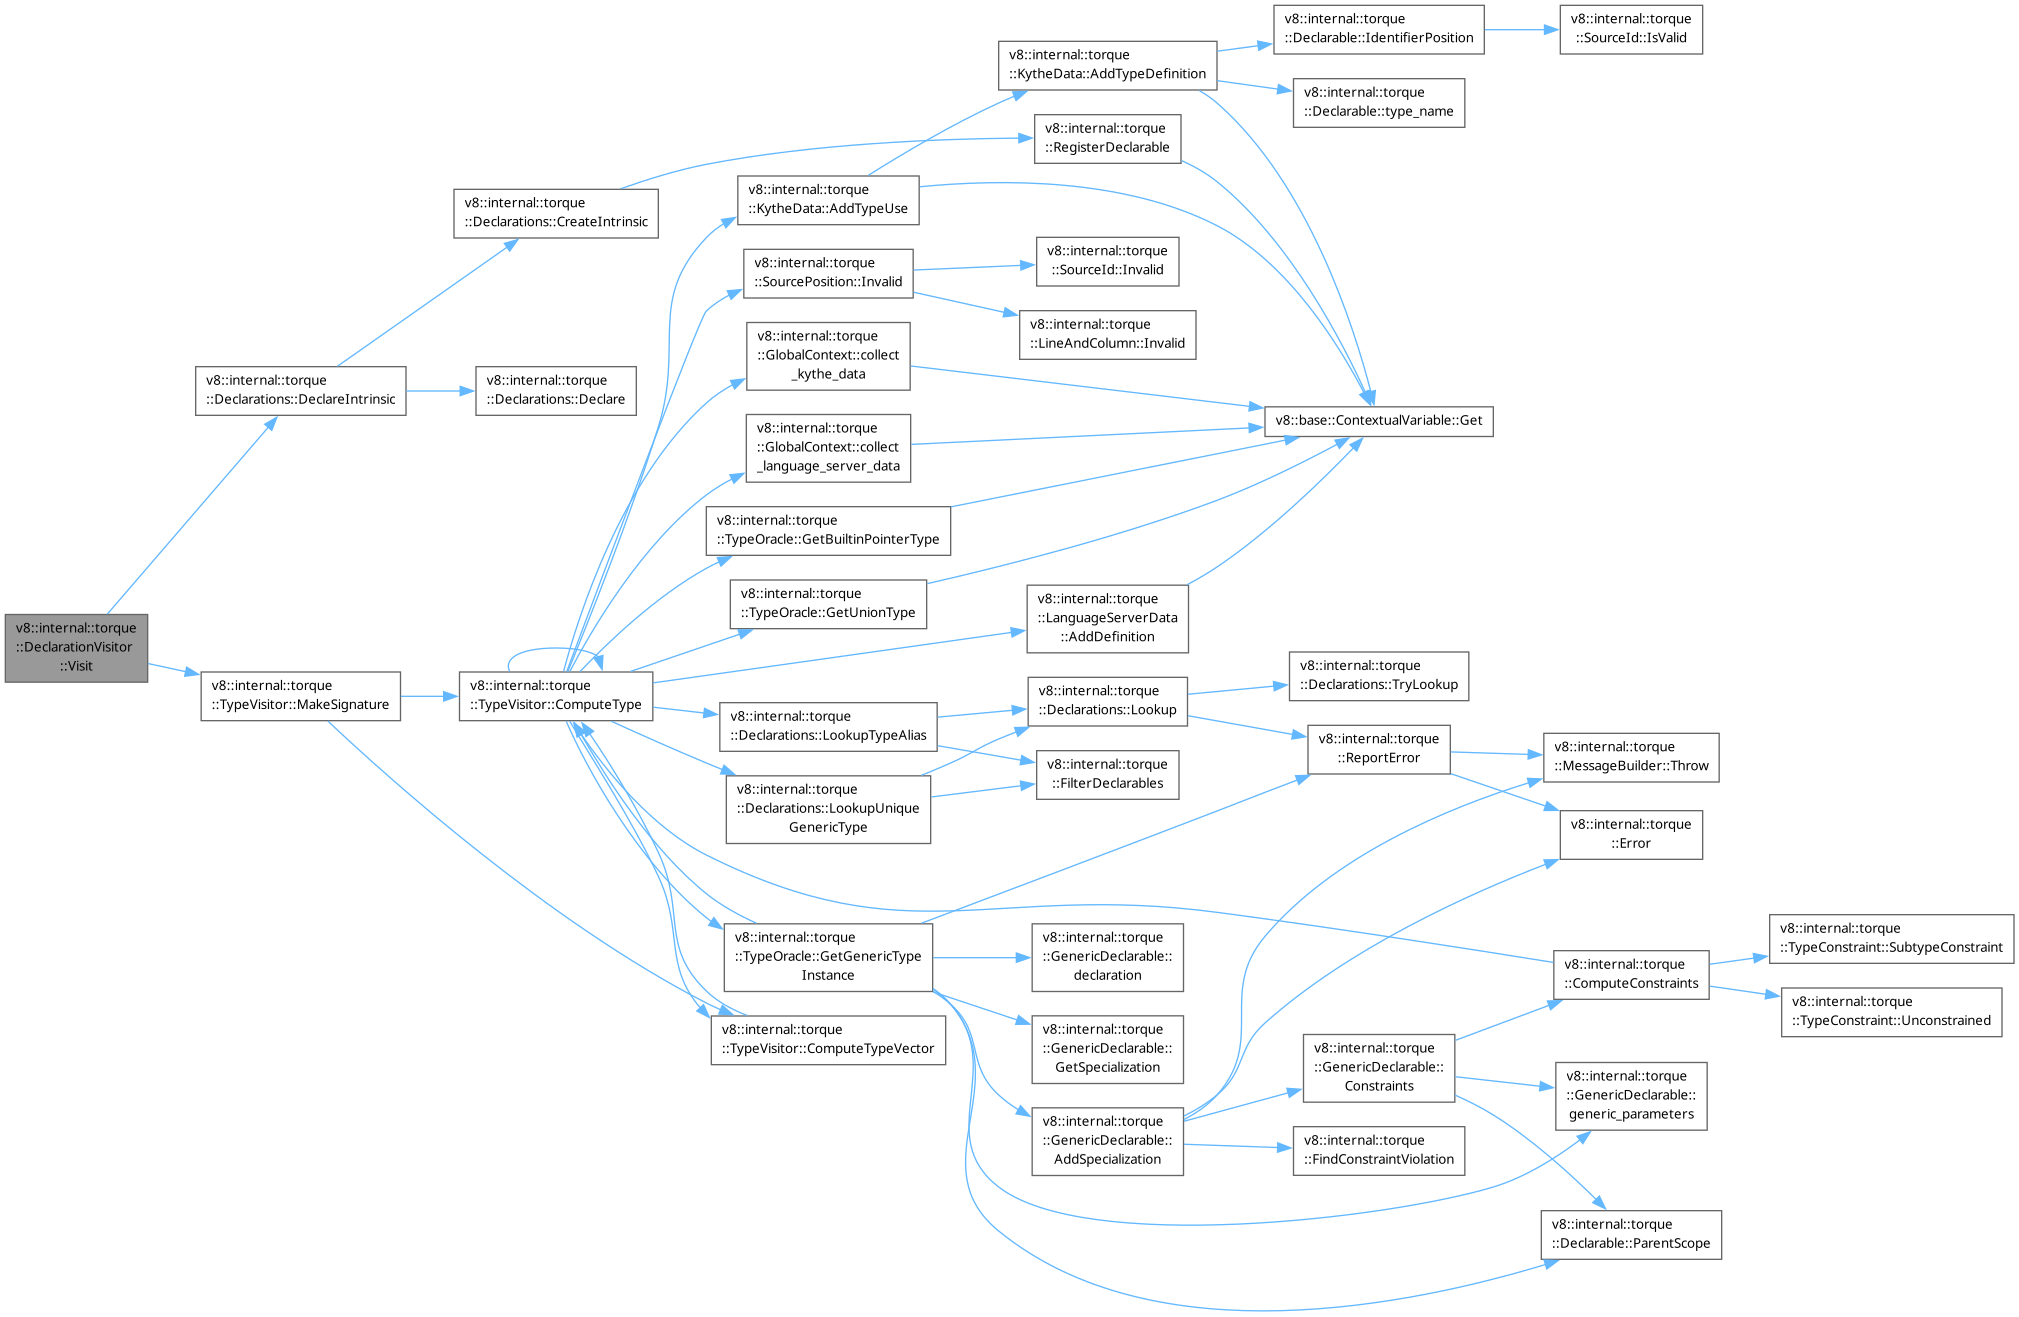 v8::internal::torque
::DeclarationVisitor
::Visit
v8::internal::torque
::Declarations::DeclareIntrinsic
v8::internal::torque
::TypeVisitor::MakeSignature
v8::internal::torque
::Declarations::CreateIntrinsic
v8::internal::torque
::Declarations::Declare
v8::internal::torque
::TypeVisitor::ComputeType
v8::internal::torque
::KytheData::AddTypeUse
v8::internal::torque
::SourcePosition::Invalid
v8::internal::torque
::GlobalContext::collect
_kythe_data
v8::internal::torque
::GlobalContext::collect
_language_server_data
v8::internal::torque
::TypeOracle::GetBuiltinPointerType
v8::internal::torque
::TypeOracle::GetUnionType
v8::internal::torque
::Declarations::LookupTypeAlias
v8::internal::torque
::Declarations::LookupUnique
GenericType
v8::internal::torque
::TypeOracle::GetGenericType
Instance
v8::internal::torque
::TypeVisitor::ComputeTypeVector
v8::internal::torque
::KytheData::AddTypeDefinition
v8::internal::torque
::RegisterDeclarable
v8::internal::torque
::SourceId::Invalid
v8::internal::torque
::LineAndColumn::Invalid
v8::internal::torque
::LanguageServerData
::AddDefinition
v8::internal::torque
::Declarations::Lookup
v8::internal::torque
::FilterDeclarables
v8::internal::torque
::GenericDeclarable::
declaration
v8::internal::torque
::GenericDeclarable::
GetSpecialization
v8::internal::torque
::GenericDeclarable::
AddSpecialization
v8::internal::torque
::Declarable::IdentifierPosition
v8::internal::torque
::Declarable::type_name
v8::base::ContextualVariable::Get
v8::internal::torque
::Declarations::TryLookup
v8::internal::torque
::ReportError
v8::internal::torque
::GenericDeclarable::
Constraints
v8::internal::torque
::FindConstraintViolation
v8::internal::torque
::SourceId::IsValid
v8::internal::torque
::MessageBuilder::Throw
v8::internal::torque
::Error
v8::internal::torque
::ComputeConstraints
v8::internal::torque
::GenericDeclarable::
generic_parameters
v8::internal::torque
::Declarable::ParentScope
v8::internal::torque
::TypeConstraint::SubtypeConstraint
v8::internal::torque
::TypeConstraint::Unconstrained